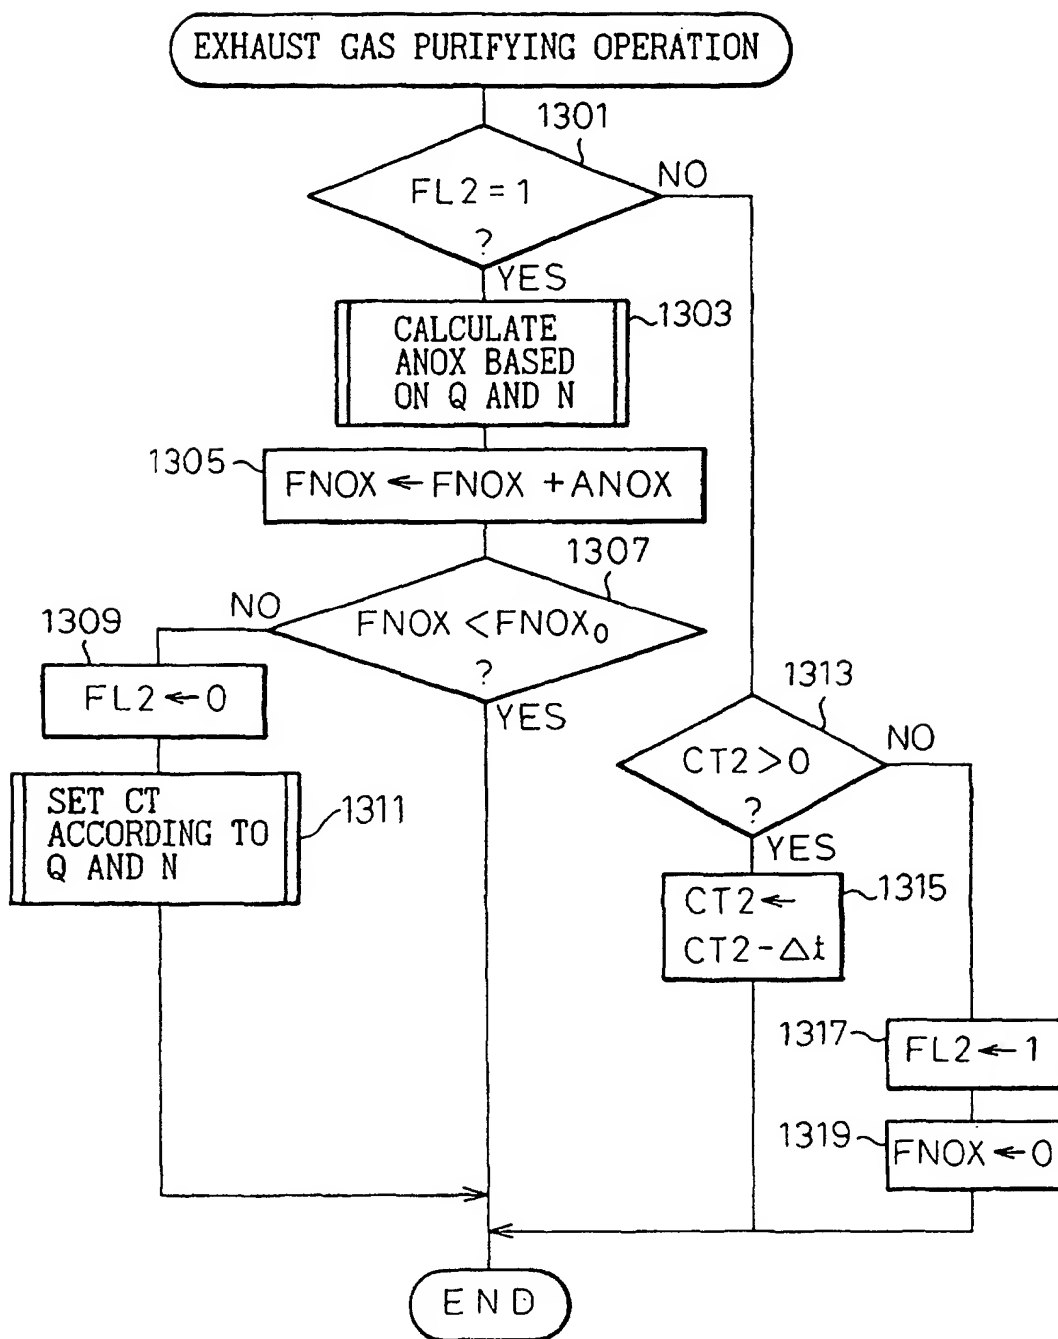 EXHAUST GAS PURIFYING OPERATION
1301
FL2 = 1
?
NO
YES
CALCULATE
ANOX BASED
ON Q AND N
1303
1305
FNOX ← FNOX + ANOX
1307
FNOX < FNOX₀
?
NO
YES
1309
FL2 ← 0
SET CT
ACCORDING TO
Q AND N
1311
1313
CT2 > 0
?
NO
YES
1315
CT2 ←
CT2 - Δt
1317
FL2 ← 1
1319
FNOX ← 0
END